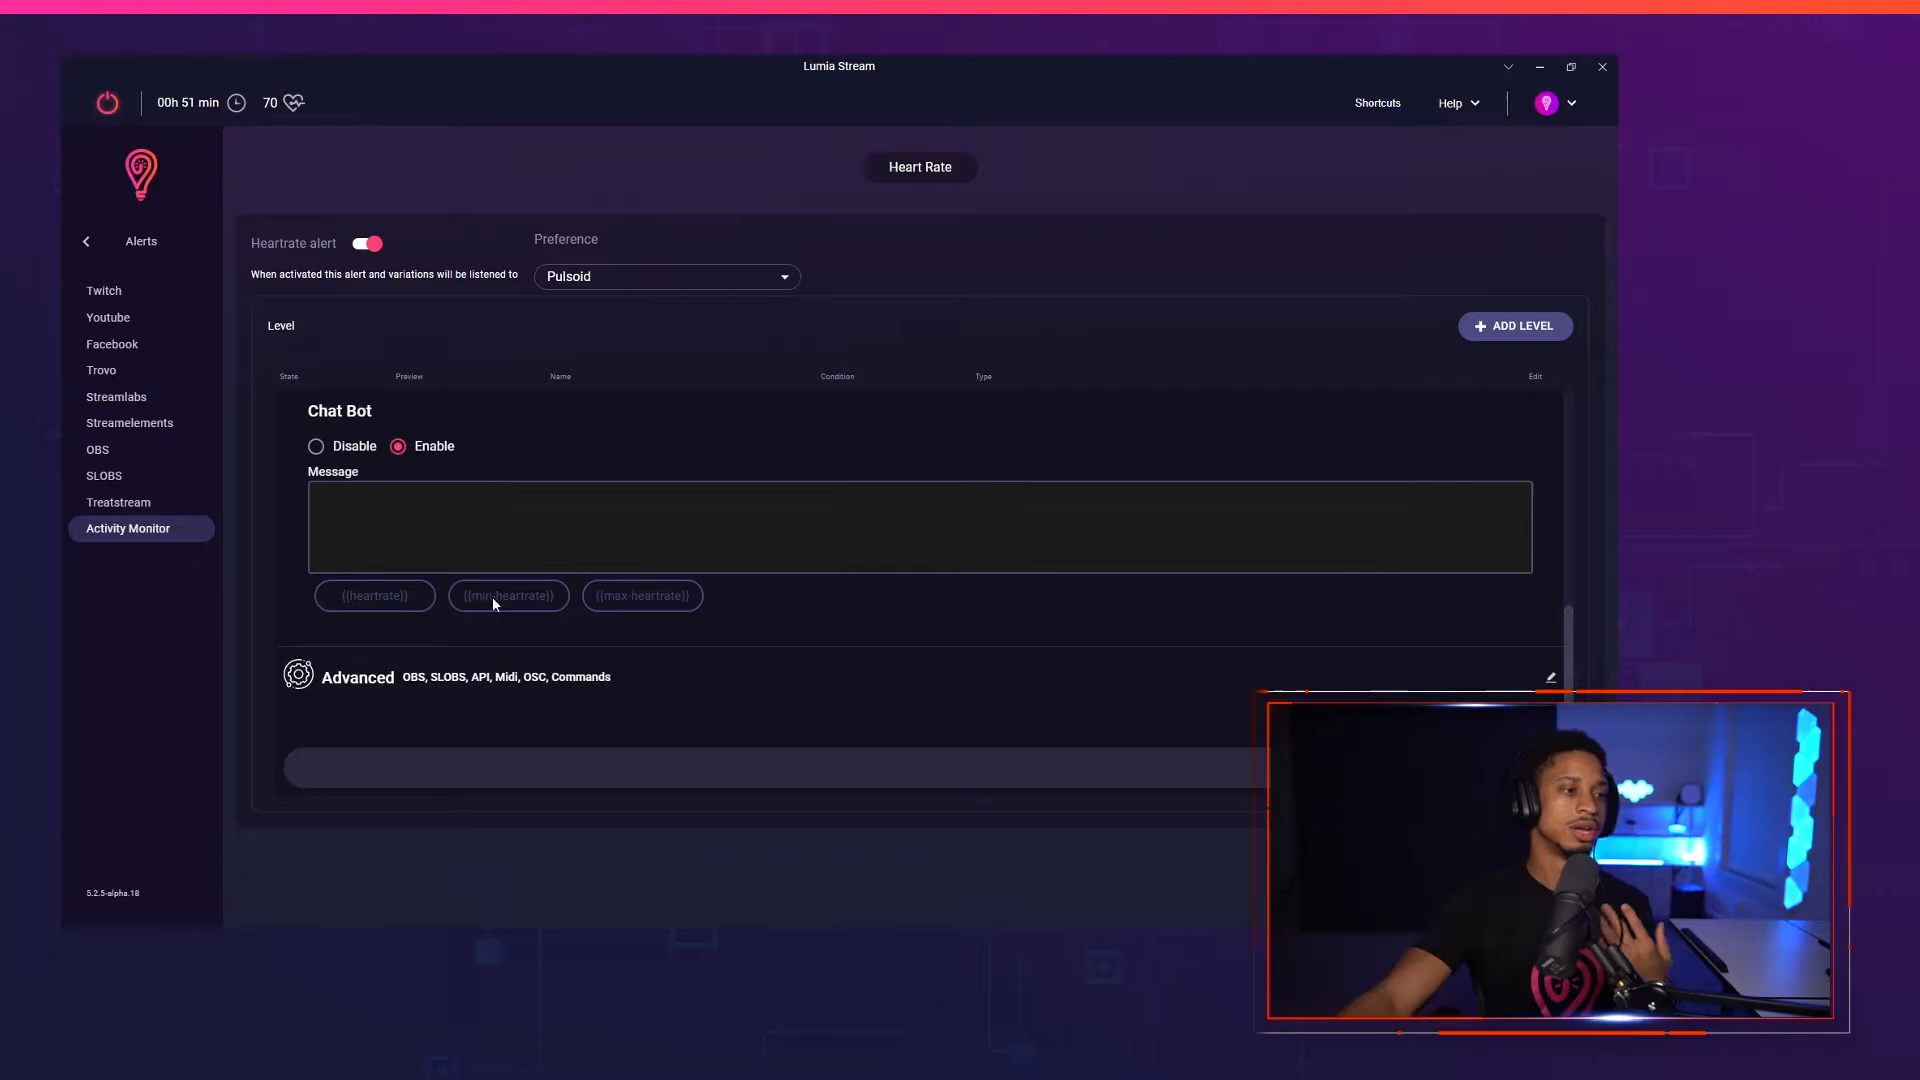 Lumia Stream
00h 51 min
70
Shortcuts
Help
Heart Rate
Alerts
Twitch
Youtube
Facebook
Trovo
Streamlabs
Streamelements
OBS
SLOBS
Treatstream
Activity Monitor
5.2.5-alpha.18
Heartrate alert
When activated this alert and variations will be listened to
Preference
Pulsoid
Level
ADD LEVEL
State Preview Name Condition Type Edit
Chat Bot
Disable Enable
Message
{{heartrate}} {{min-heartrate}} {{max-heartrate}}
Advanced OBS, SLOBS, API, Midi, OSC, Commands